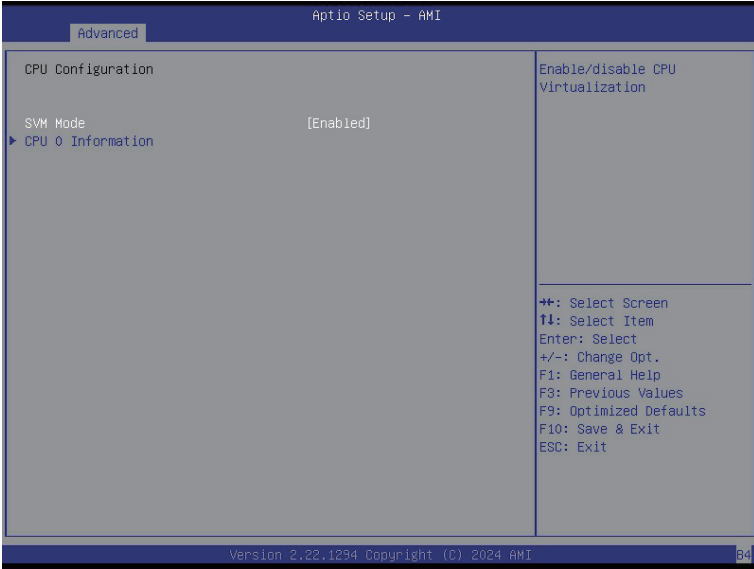 Aptio Setup – AMI
Advanced
CPU Configuration
SVM Mode [Enabled]
▶ CPU 0 Information
Enable/disable CPU
Virtualization
→←: Select Screen
↑↓: Select Item
Enter: Select
+/-: Change Opt.
F1: General Help
F3: Previous Values
F9: Optimized Defaults
F10: Save & Exit
ESC: Exit
Version 2.22.1294 Copyright (C) 2024 AMI
B4